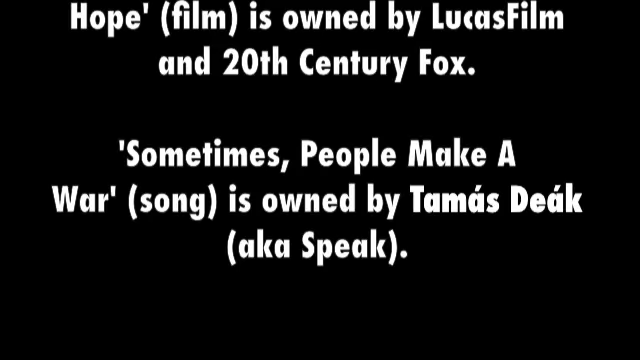 Hope' (film) is owned by LucasFilm
and 20th Century Fox.
'Sometimes, People Make A
War' (song) is owned by Tamás Deák
(aka Speak).